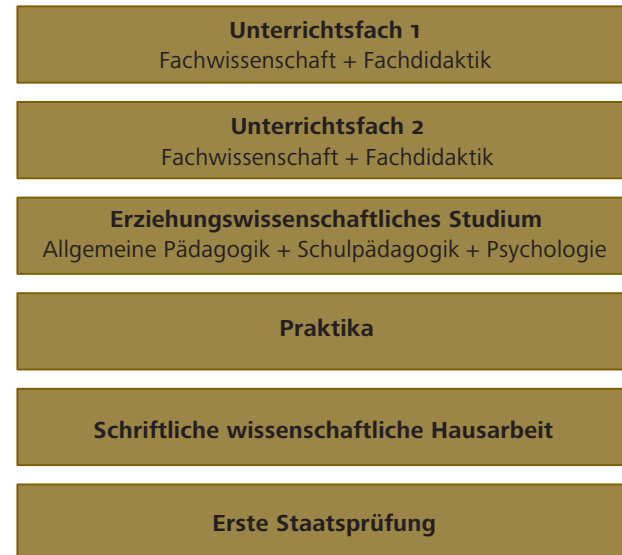 Unterrichtsfach 1
Fachwissenschaft + Fachdidaktik
Unterrichtsfach 2
Fachwissenschaft + Fachdidaktik
Erziehungswissenschaftliches Studium
Allgemeine Pädagogik + Schulpädagogik + Psychologie
Praktika
Schriftliche wissenschaftliche Hausarbeit
Erste Staatsprüfung